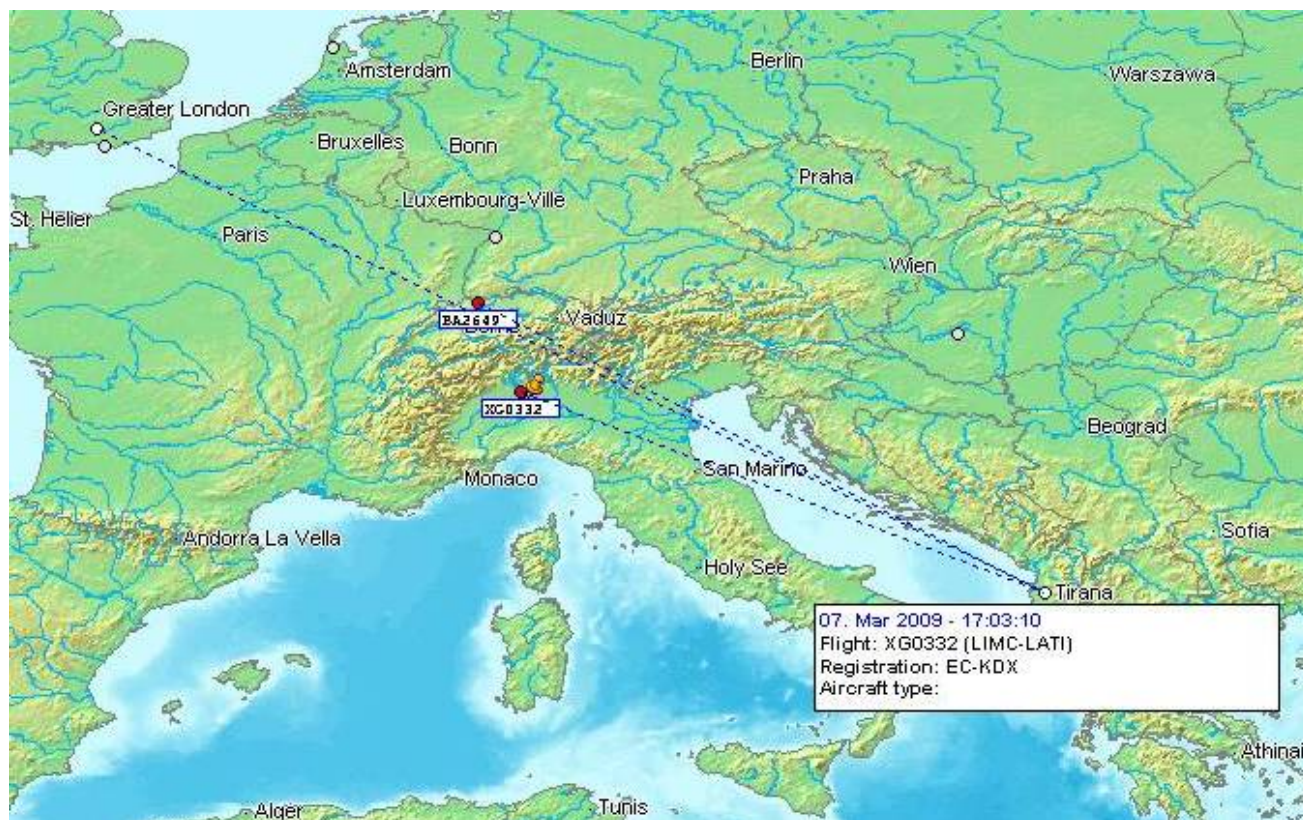 Berlin
Warszawa
Amsterdam
Greater London
Bruxelles
Bonn
Praha
Luxembourg-Ville
St. Helier
Paris
Wien
BA2649
Vaduz
XG0332
Beograd
San Marino
Monaco
Andorra La Vella
Sofia
Holy See
Tirana
07. Mar 2009 - 17:03:10
Flight: XG0332 (LIMC-LATI)
Registration: EC-KDX
Aircraft type:
Athinai
Alger
Tunis